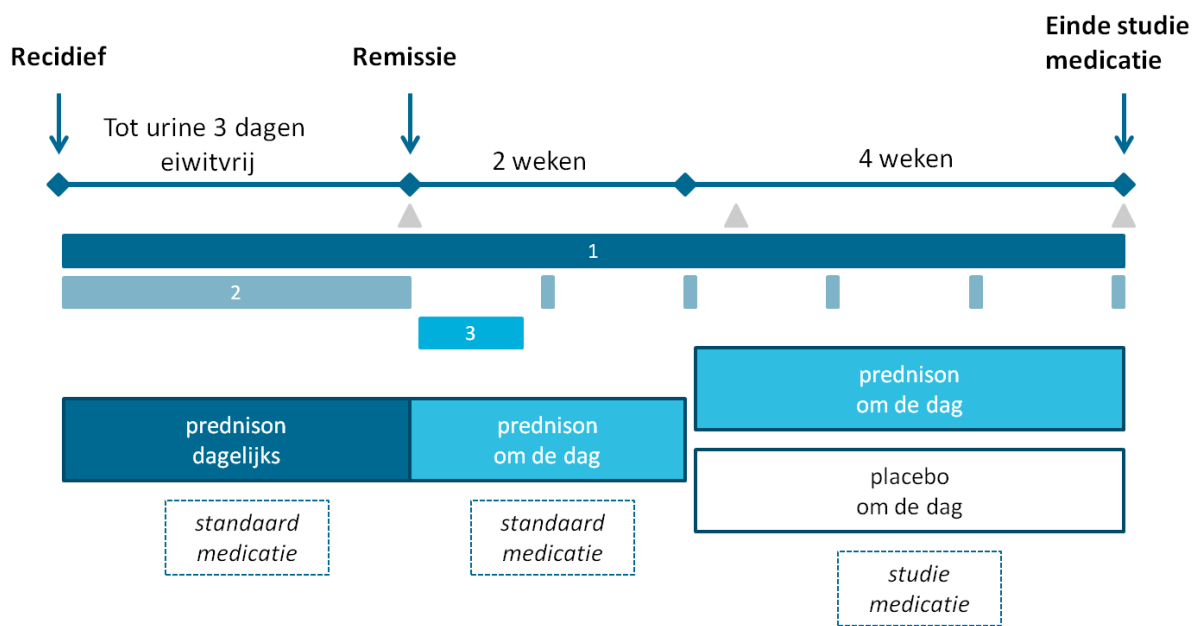 Recidief
Remissie
Einde studie
medicatie
Tot urine 3 dagen
eiwitvrij
2 weken
4 weken
1
2
3
prednison
dagelijks
prednison
om de dag
prednison
om de dag
placebo
om de dag
standaard
medicatie
standaard
medicatie
studie
medicatie